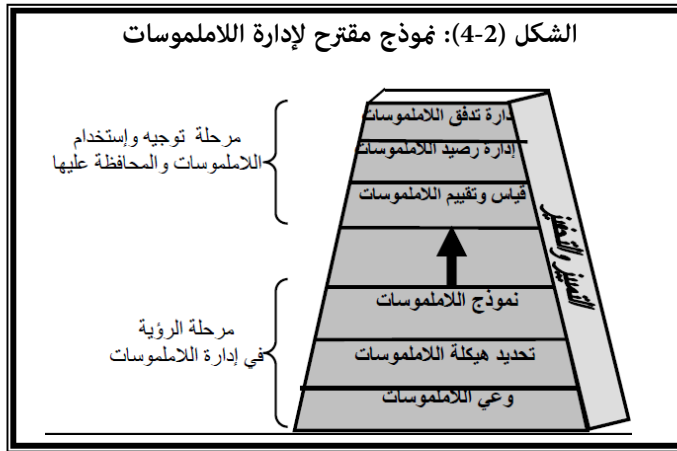 الشكل (2-4): نموذج مقترح لإدارة اللاملموسات
دارة تدفق اللاملموسات
إدارة رصيد اللاملموسات
قياس وتقييم اللاملموسات
مرحلة توجيه وإستخدام
اللاملموسات والمحافظة عليها
نموذج اللاملموسات
تحديد هيكلة اللاملموسات
وعي اللاملموسات
مرحلة الرؤية
في إدارة اللاملموسات